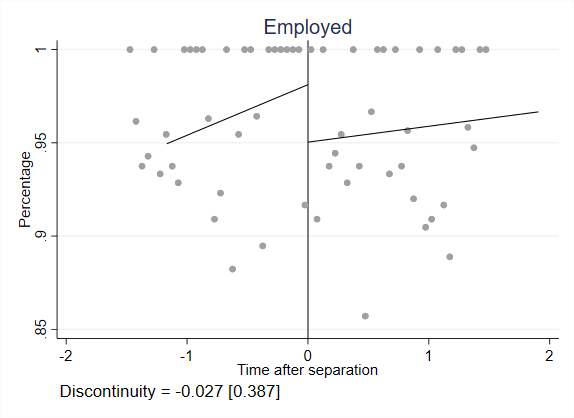 Employed
Percentage
1
.95
.9
.85
-2 -1 0 1 2
Time after separation
Discontinuity = -0.027 [0.387]